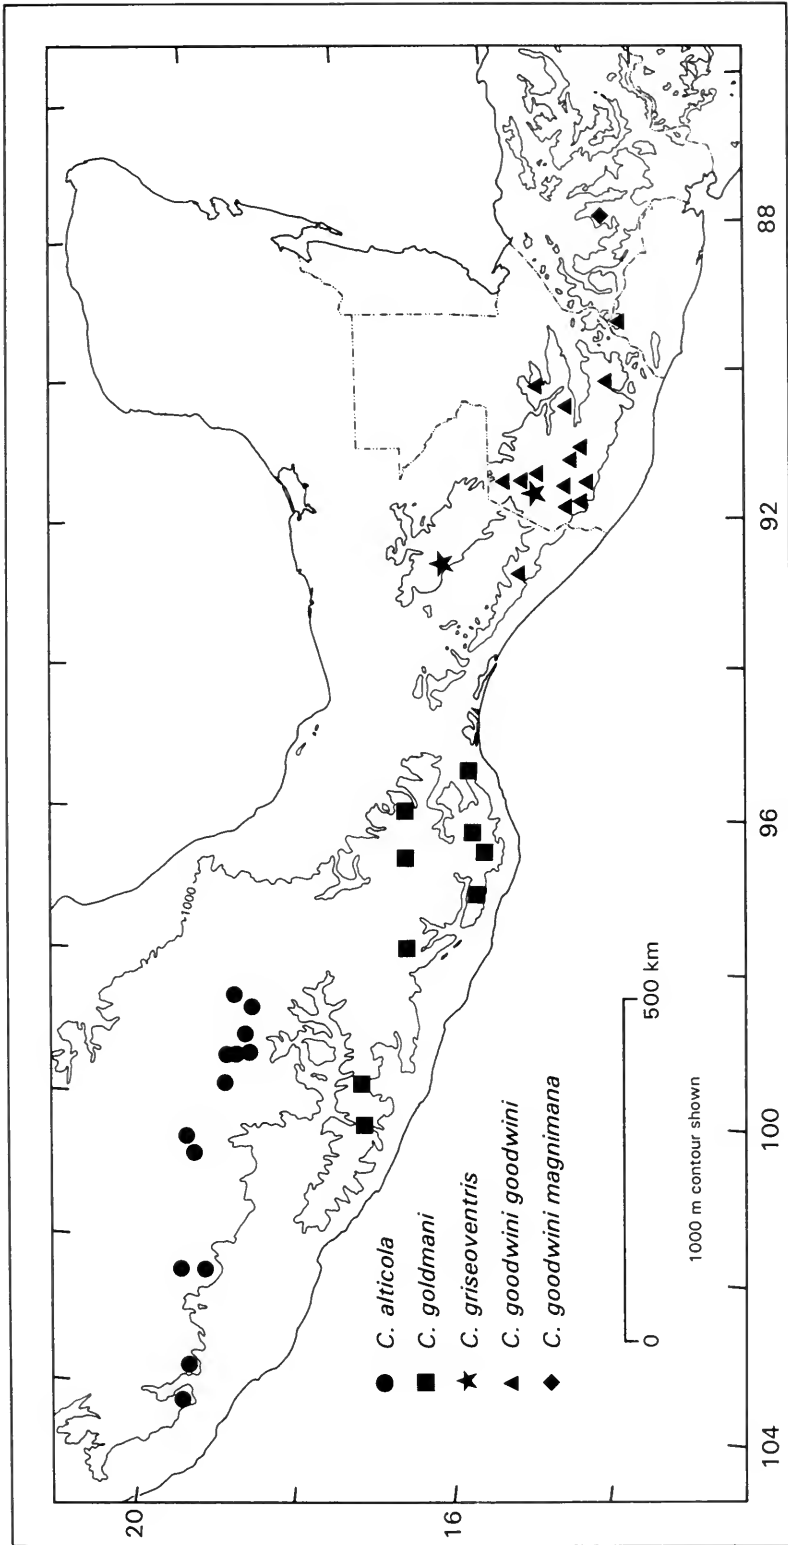 1000
C. alticola
C. goldmani
C. griseoventris
C. goodwini goodwini
C. goodwini magnimana
0 500 km
1000 m contour shown
20
16
104 100 96 92 88